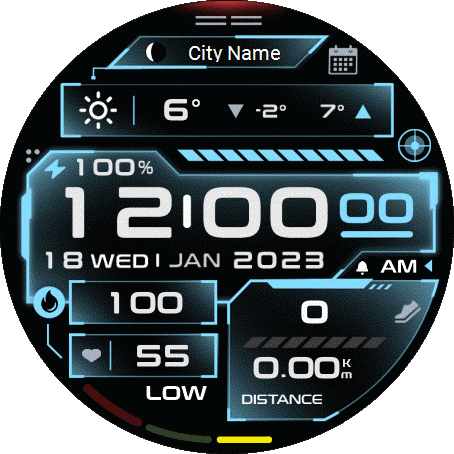 City Name
6° -2° 7°
100%
12:00 00
18 WED | JAN 2023
AM
100
0
55
0.00 Km
LOW
DISTANCE